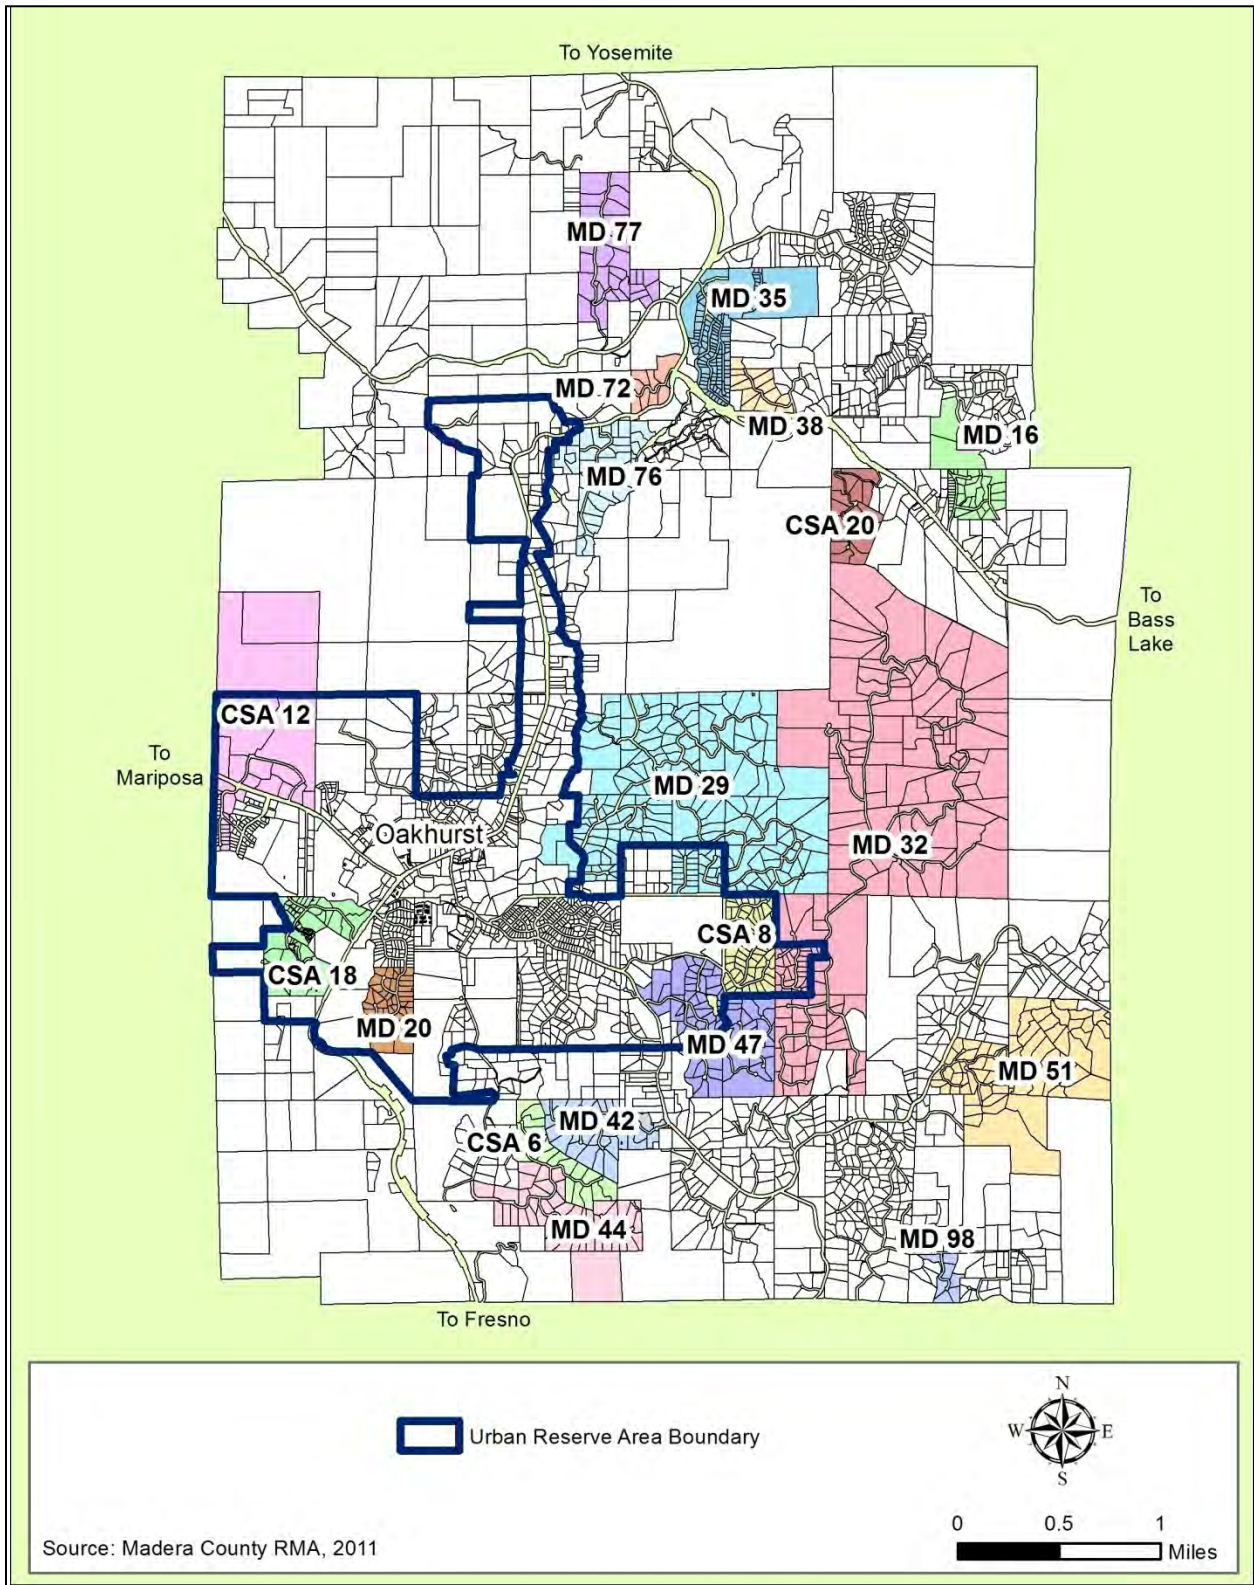 To Yosemite
MD 77
MD 35
MD 72
MD 38
MD 16
MD 76
CSA 20
To
Bass
Lake
CSA 12
To
Mariposa
MD 29
Oakhurst
MD 32
CSA 8
CSA 18
MD 20
MD 47
MD 51
MD 42
CSA 6
MD 44
MD 98
To Fresno
Urban Reserve Area Boundary
N
W
E
S
0 0.5 1
Miles
Source: Madera County RMA, 2011